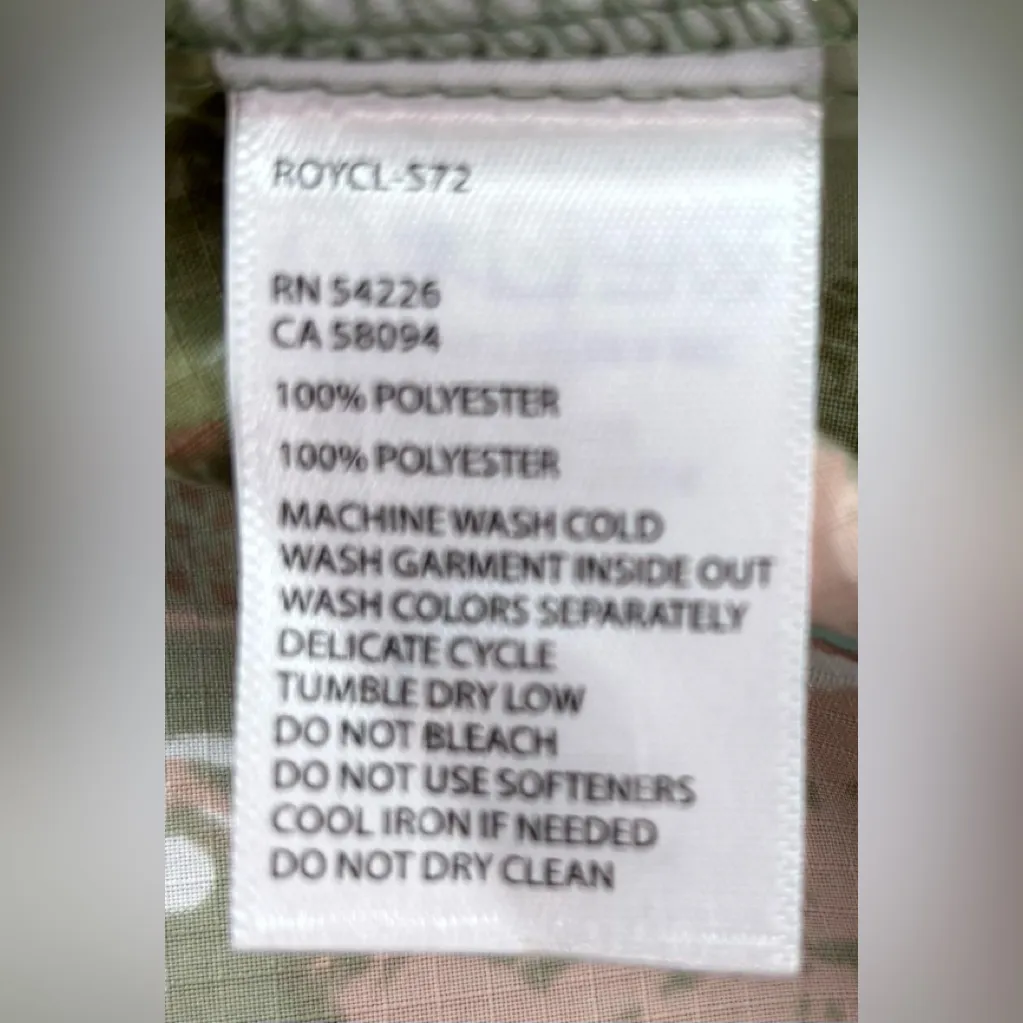 ROYCL-S72
RN 54226
CA 58094
100% POLYESTER
100% POLYESTER
MACHINE WASH COLD
WASH GARMENT INSIDE OUT
WASH COLORS SEPARATELY
DELICATE CYCLE
TUMBLE DRY LOW
DO NOT BLEACH
DO NOT USE SOFTENERS
COOL IRON IF NEEDED
DO NOT DRY CLEAN